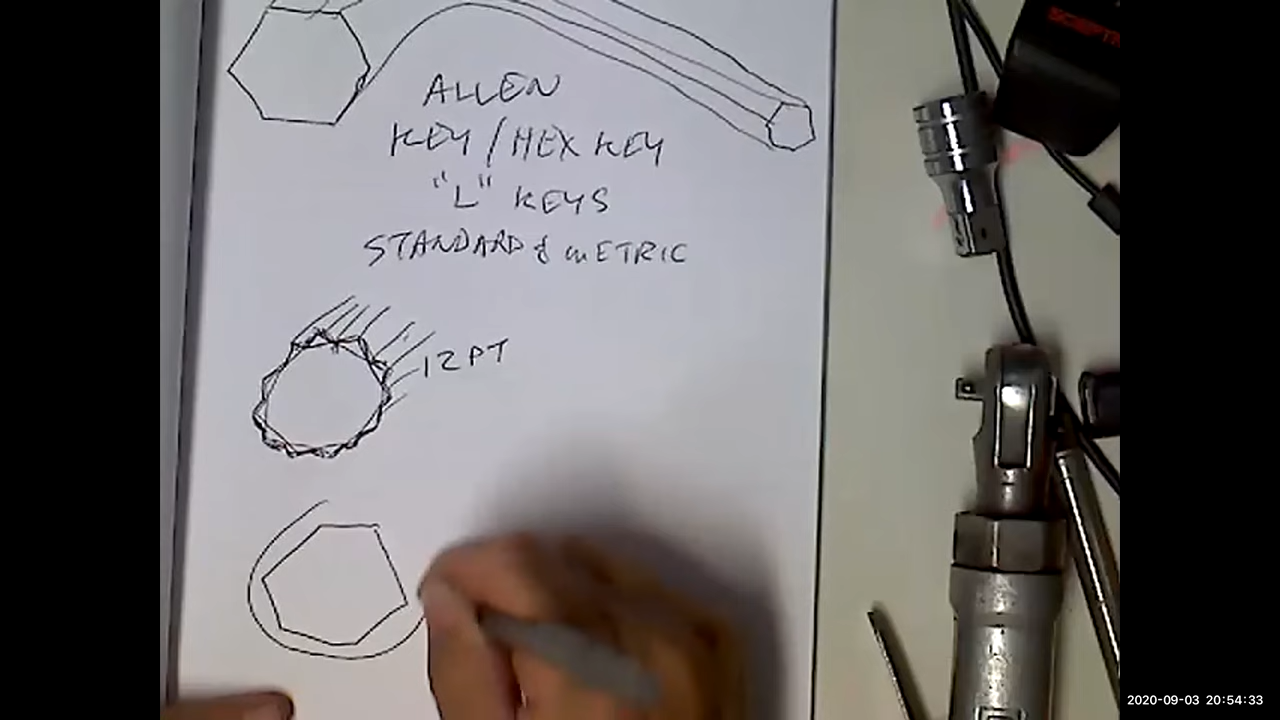 ALLEN
KEY / HEX KEY
"L" KEYS
STANDARD & mETRIC
12PT
2020-09-03 20:54:33